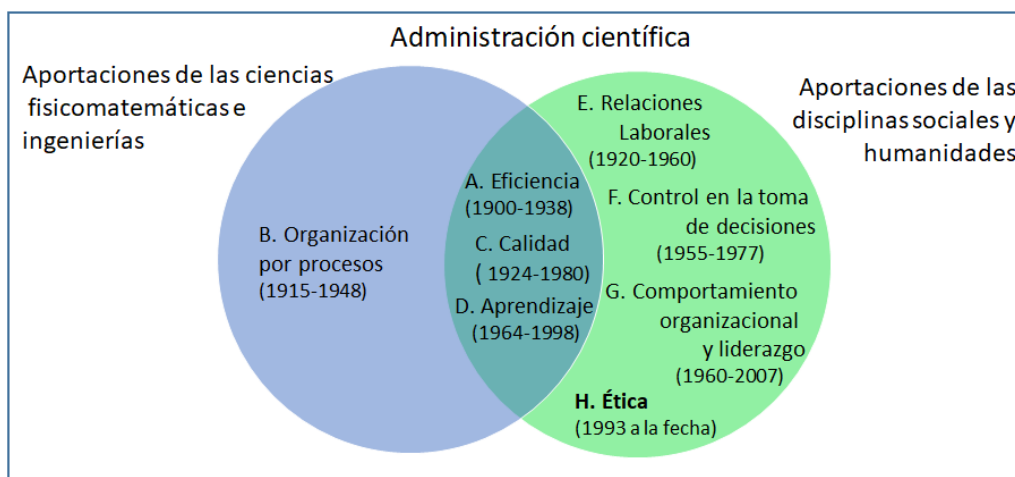 Administración científica
Aportaciones de las ciencias
fisicomatemáticas e
ingenierías
Aportaciones de las
disciplinas sociales y
humanidades
B. Organización
por procesos
(1915-1948)
A. Eficiencia
(1900-1938)
C. Calidad
( 1924-1980)
D. Aprendizaje
(1964-1998)
E. Relaciones
Laborales
(1920-1960)
F. Control en la toma
de decisiones
(1955-1977)
G. Comportamiento
organizacional
y liderazgo
(1960-2007)
H. Ética
(1993 a la fecha)